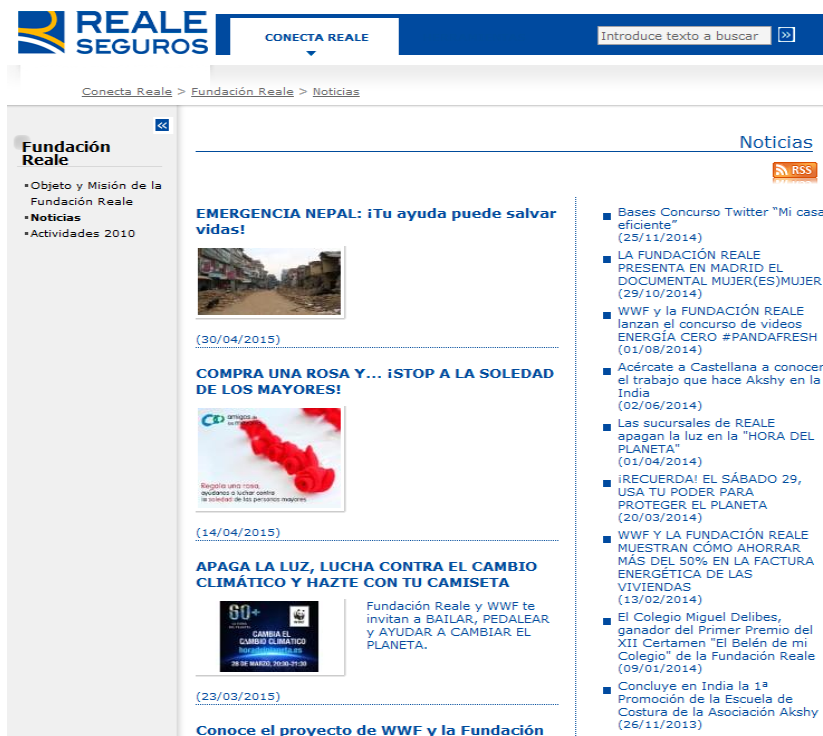 REALE
SEGUROS
CONECTA REALE
Introduce texto a buscar
Conecta Reale > Fundación Reale > Noticias
Fundación
Reale
Objeto y Misión de la
Fundación Reale
Noticias
Actividades 2010
Noticias
RSS
EMERGENCIA NEPAL: ¡Tu ayuda puede salvar
vidas!
(30/04/2015)
COMPRA UNA ROSA Y... ¡STOP A LA SOLEDAD
DE LOS MAYORES!
amigos de
los mayores
Regala una rosa,
ayúdanos a luchar contra
la soledad de las personas mayores
(14/04/2015)
APAGA LA LUZ, LUCHA CONTRA EL CAMBIO
CLIMÁTICO Y HAZTE CON TU CAMISETA
60+
LA HORA
DEL PLANETA
WWF
CAMBIA EL
CAMBIO CLIMATICO
horadelplaneta.es
28 DE MARZO, 20:30-21:30
Fundación Reale y WWF te
invitan a BAILAR, PEDALEAR
y AYUDAR A CAMBIAR EL
PLANETA.
(23/03/2015)
Conoce el proyecto de WWF y la Fundación
Bases Concurso Twitter "Mi casa
eficiente"
(25/11/2014)
LA FUNDACIÓN REALE
PRESENTA EN MADRID EL
DOCUMENTAL MUJER(ES)MUJER
(29/10/2014)
WWF y la FUNDACIÓN REALE
lanzan el concurso de videos
ENERGÍA CERO #PANDAFRESH
(01/08/2014)
Acércate a Castellana a conocer
el trabajo que hace Akshy en la
India
(02/06/2014)
Las sucursales de REALE
apagan la luz en la "HORA DEL
PLANETA"
(01/04/2014)
¡RECUERDA! EL SÁBADO 29,
USA TU PODER PARA
PROTEGER EL PLANETA
(20/03/2014)
WWF Y LA FUNDACIÓN REALE
MUESTRAN CÓMO AHORRAR
MÁS DEL 50% EN LA FACTURA
ENERGÉTICA DE LAS
VIVIENDAS
(13/02/2014)
El Colegio Miguel Delibes,
ganador del Primer Premio del
XII Certamen "El Belén de mi
Colegio" de la Fundación Reale
(09/01/2014)
Concluye en India la 1ª
Promoción de la Escuela de
Costura de la Asociación Akshy
(26/11/2013)